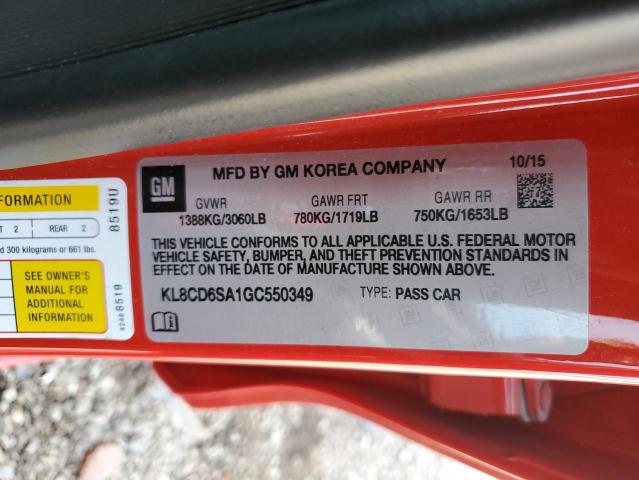 GM
MFD BY GM KOREA COMPANY
10/15
GVWR GAWR FRT GAWR RR
1388KG/3060LB 780KG/1719LB 750KG/1653LB
THIS VEHICLE CONFORMS TO ALL APPLICABLE U.S. FEDERAL MOTOR
VEHICLE SAFETY, BUMPER, AND THEFT PREVENTION STANDARDS IN
EFFECT ON THE DATE OF MANUFACTURE SHOWN ABOVE.
KL8CD6SA1GC550349 TYPE: PASS CAR
FORMATION
2 REAR 2
300 kilograms or 661 lbs.
SEE OWNER'S
MANUAL FOR
ADDITIONAL
INFORMATION
8519U
42488519